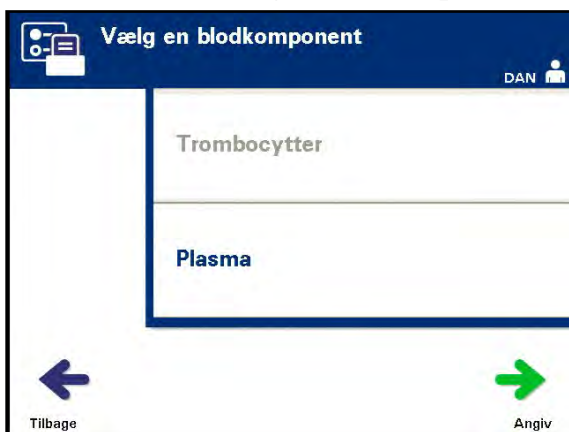 Vælg en blodkomponent
DAN
Trombocytter
Plasma
Tilbage
Angiv